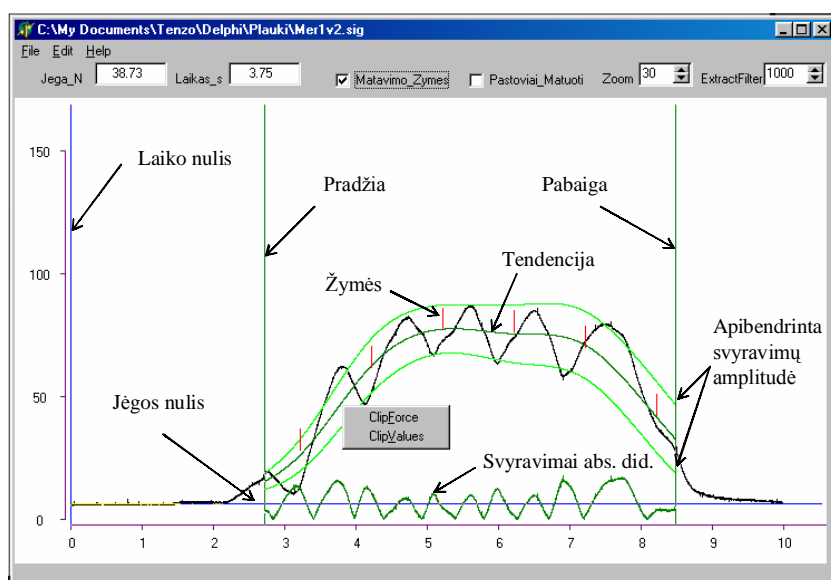 C:\My Documents\Tenzo\Delphi\Plauki\Mer1v2.sig
File Edit Help
Jega_N 38.73 Laikas_s 3.75 Matavimo_Zymes Pastoviai_Matuoti Zoom 30 ExtractFilter 1000
Laiko nulis
Pradžia
Pabaiga
Tendencija
Žymės
Apibendrinta
svyravimų
amplitudė
Jėgos nulis
ClipForce
ClipValues
Svyravimai abs. did.
150
100
50
0
0 1 2 3 4 5 6 7 8 9 10